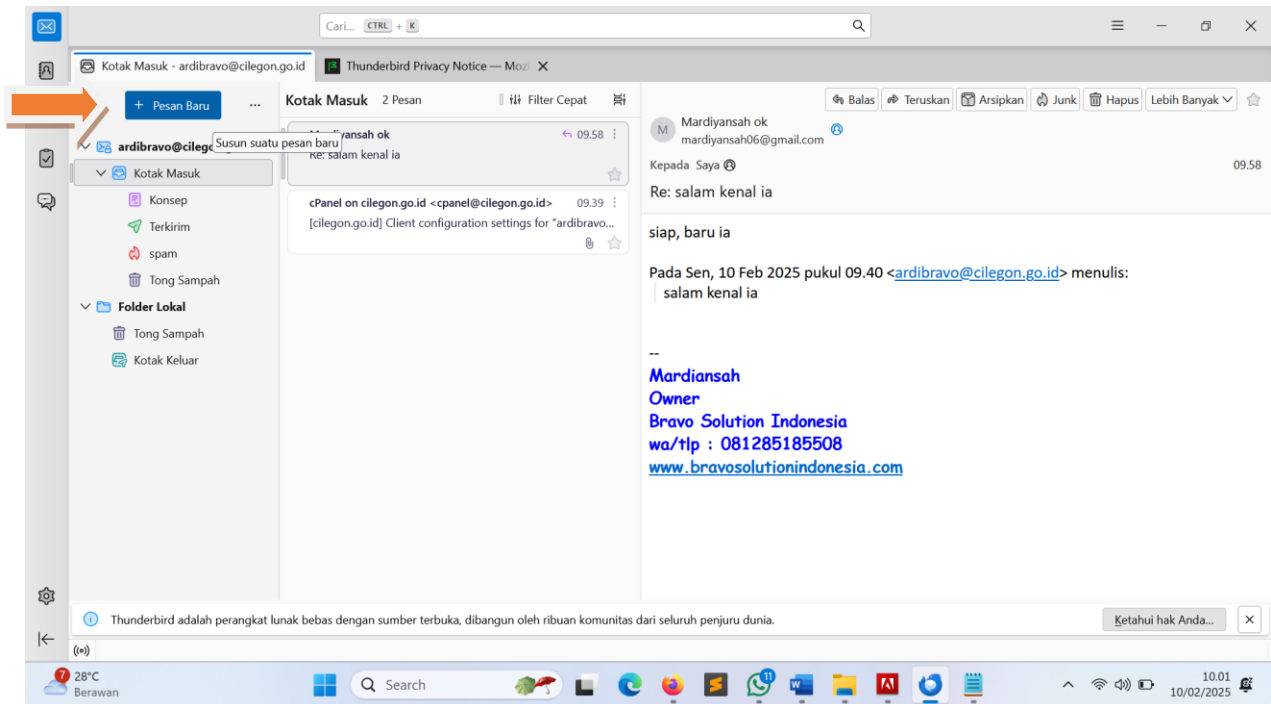 Cari... CTRL + K
Kotak Masuk - ardibravo@cilegon.go.id
Thunderbird Privacy Notice — Mozi
+ Pesan Baru ...
Susun suatu pesan baru
ardibravo@cileg
Kotak Masuk
Konsep
Terkirim
spam
Tong Sampah
Folder Lokal
Tong Sampah
Kotak Keluar
Kotak Masuk 2 Pesan Filter Cepat
ok 09.58
Re: salam kenal ia
cPanel on cilegon.go.id <cpanel@cilegon.go.id> 09.39
[cilegon.go.id] Client configuration settings for “ardibravo...
Balas Teruskan Arsipkan Junk Hapus Lebih Banyak
M
Mardiyansah ok
mardiyansah06@gmail.com
Kepada Saya 09.58
Re: salam kenal ia
siap, baru ia
Pada Sen, 10 Feb 2025 pukul 09.40 <ardibravo@cilegon.go.id> menulis:
salam kenal ia
--
Mardiansah
Owner
Bravo Solution Indonesia
wa/tlp : 081285185508
www.bravosolutionindonesia.com
Thunderbird adalah perangkat lunak bebas dengan sumber terbuka, dibangun oleh ribuan komunitas dari seluruh penjuru dunia. Ketahui hak Anda...
7 28°C
Berawan
Search
10.01
10/02/2025